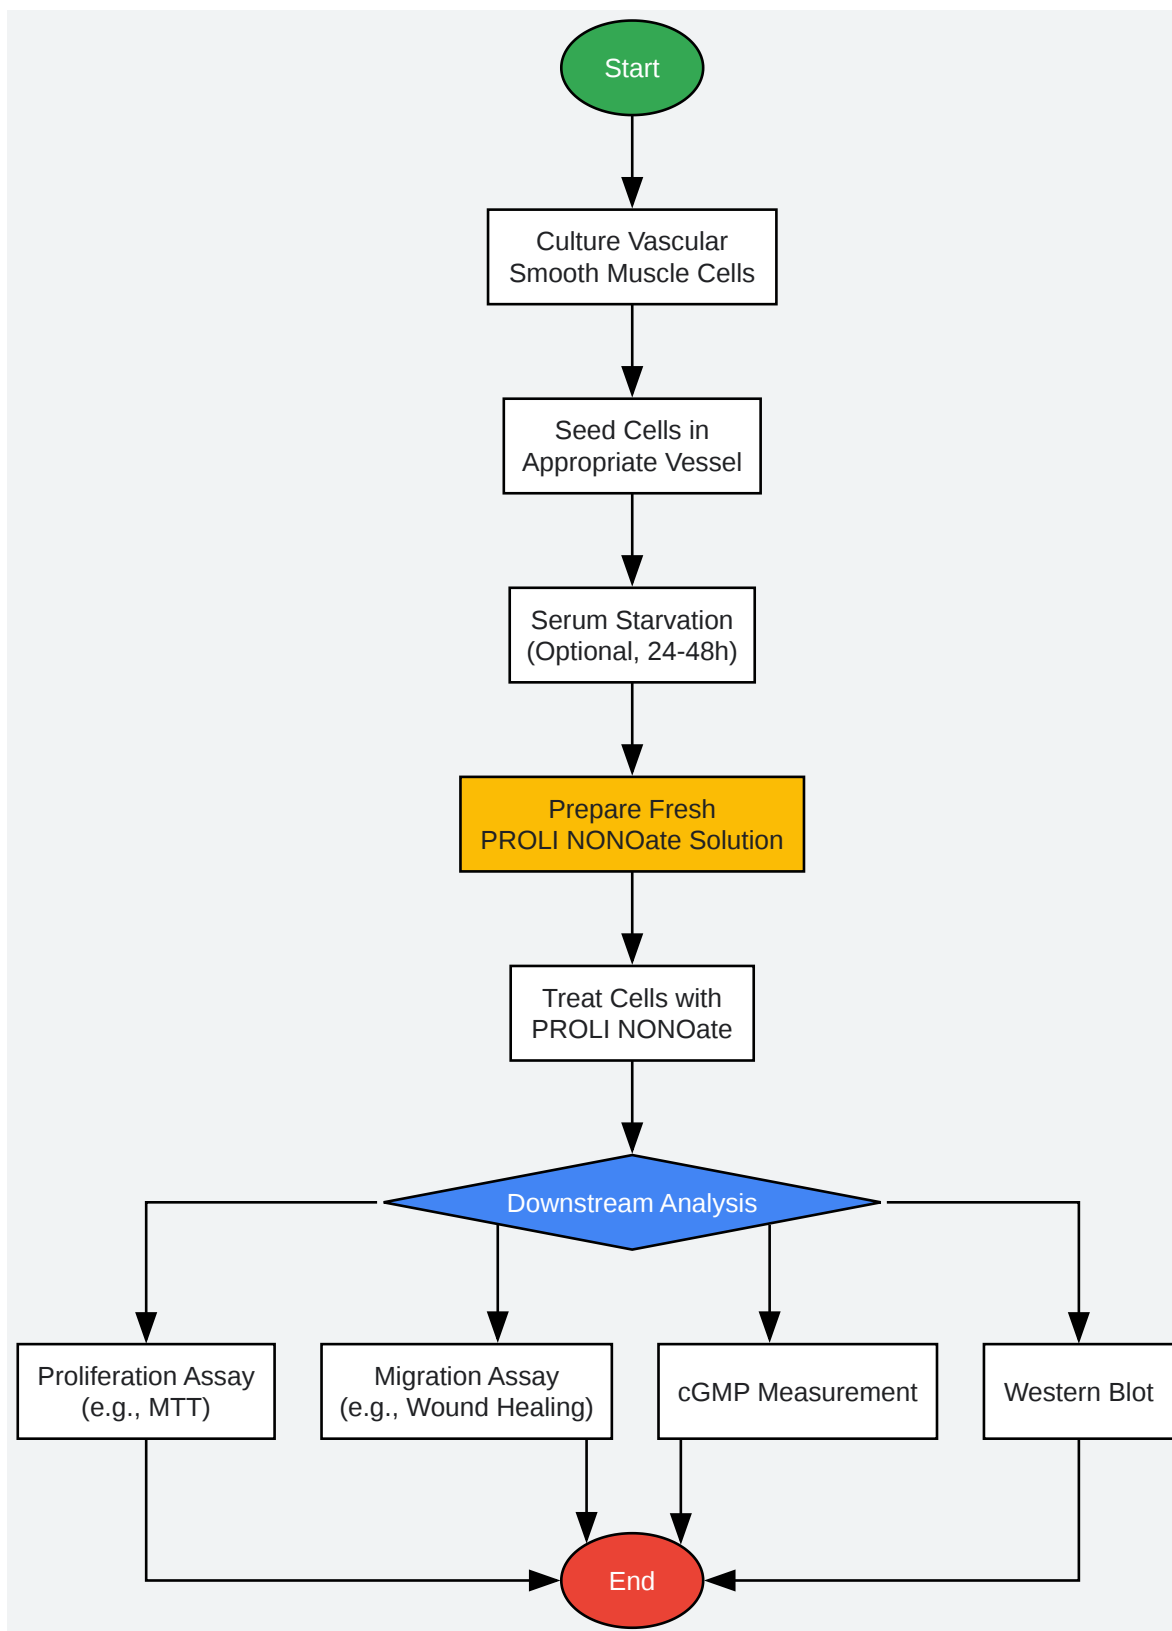 Start
Culture Vascular
Smooth Muscle Cells
Seed Cells in
Appropriate Vessel
Serum Starvation
(Optional, 24-48h)
Prepare Fresh
PROLI NONOate Solution
Treat Cells with
PROLI NONOate
Downstream Analysis
Proliferation Assay
(e.g., MTT)
Migration Assay
(e.g., Wound Healing)
cGMP Measurement
Western Blot
End